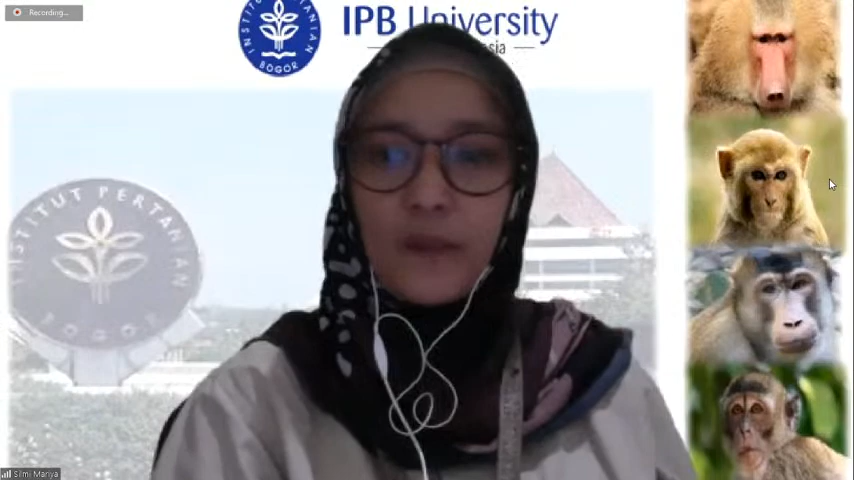 Recording...
INSTITUT PERTANIAN
BOGOR
IPB University
INSTITUT PERTANIAN
BOGOR
Silmi Mariya